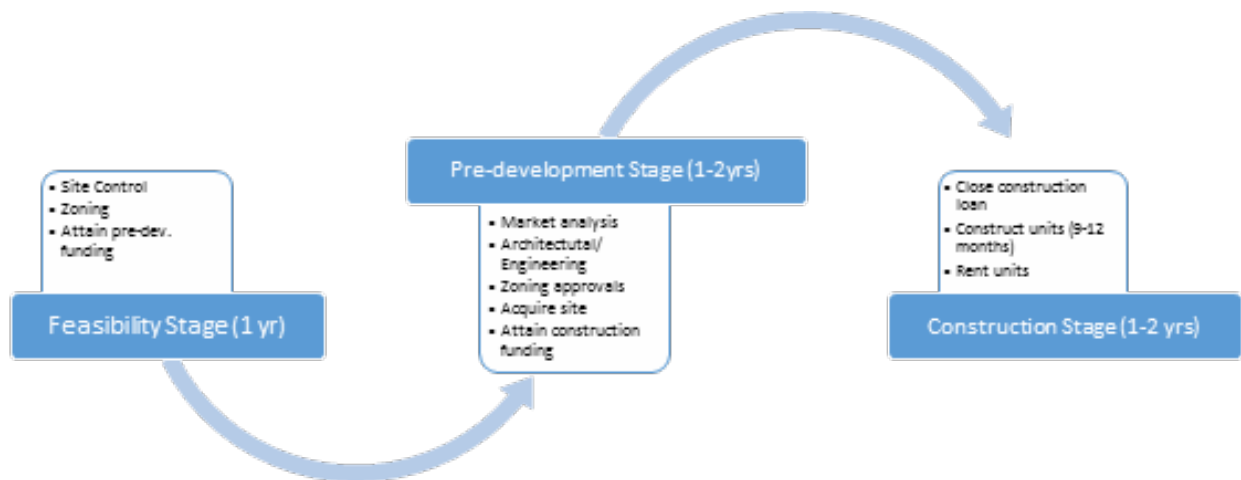 ▪ Site Control
▪ Zoning
▪ Attain pre-dev.
funding
Feasibility Stage (1 yr)
Pre-development Stage (1-2yrs)
▪ Market analysis
▪ Architectutal/
Engineering
▪ Zoning approvals
▪ Acquire site
▪ Attain construction
funding
▪ Close construction
loan
▪ Construct units (9-12
months)
▪ Rent units
Construction Stage (1-2 yrs)